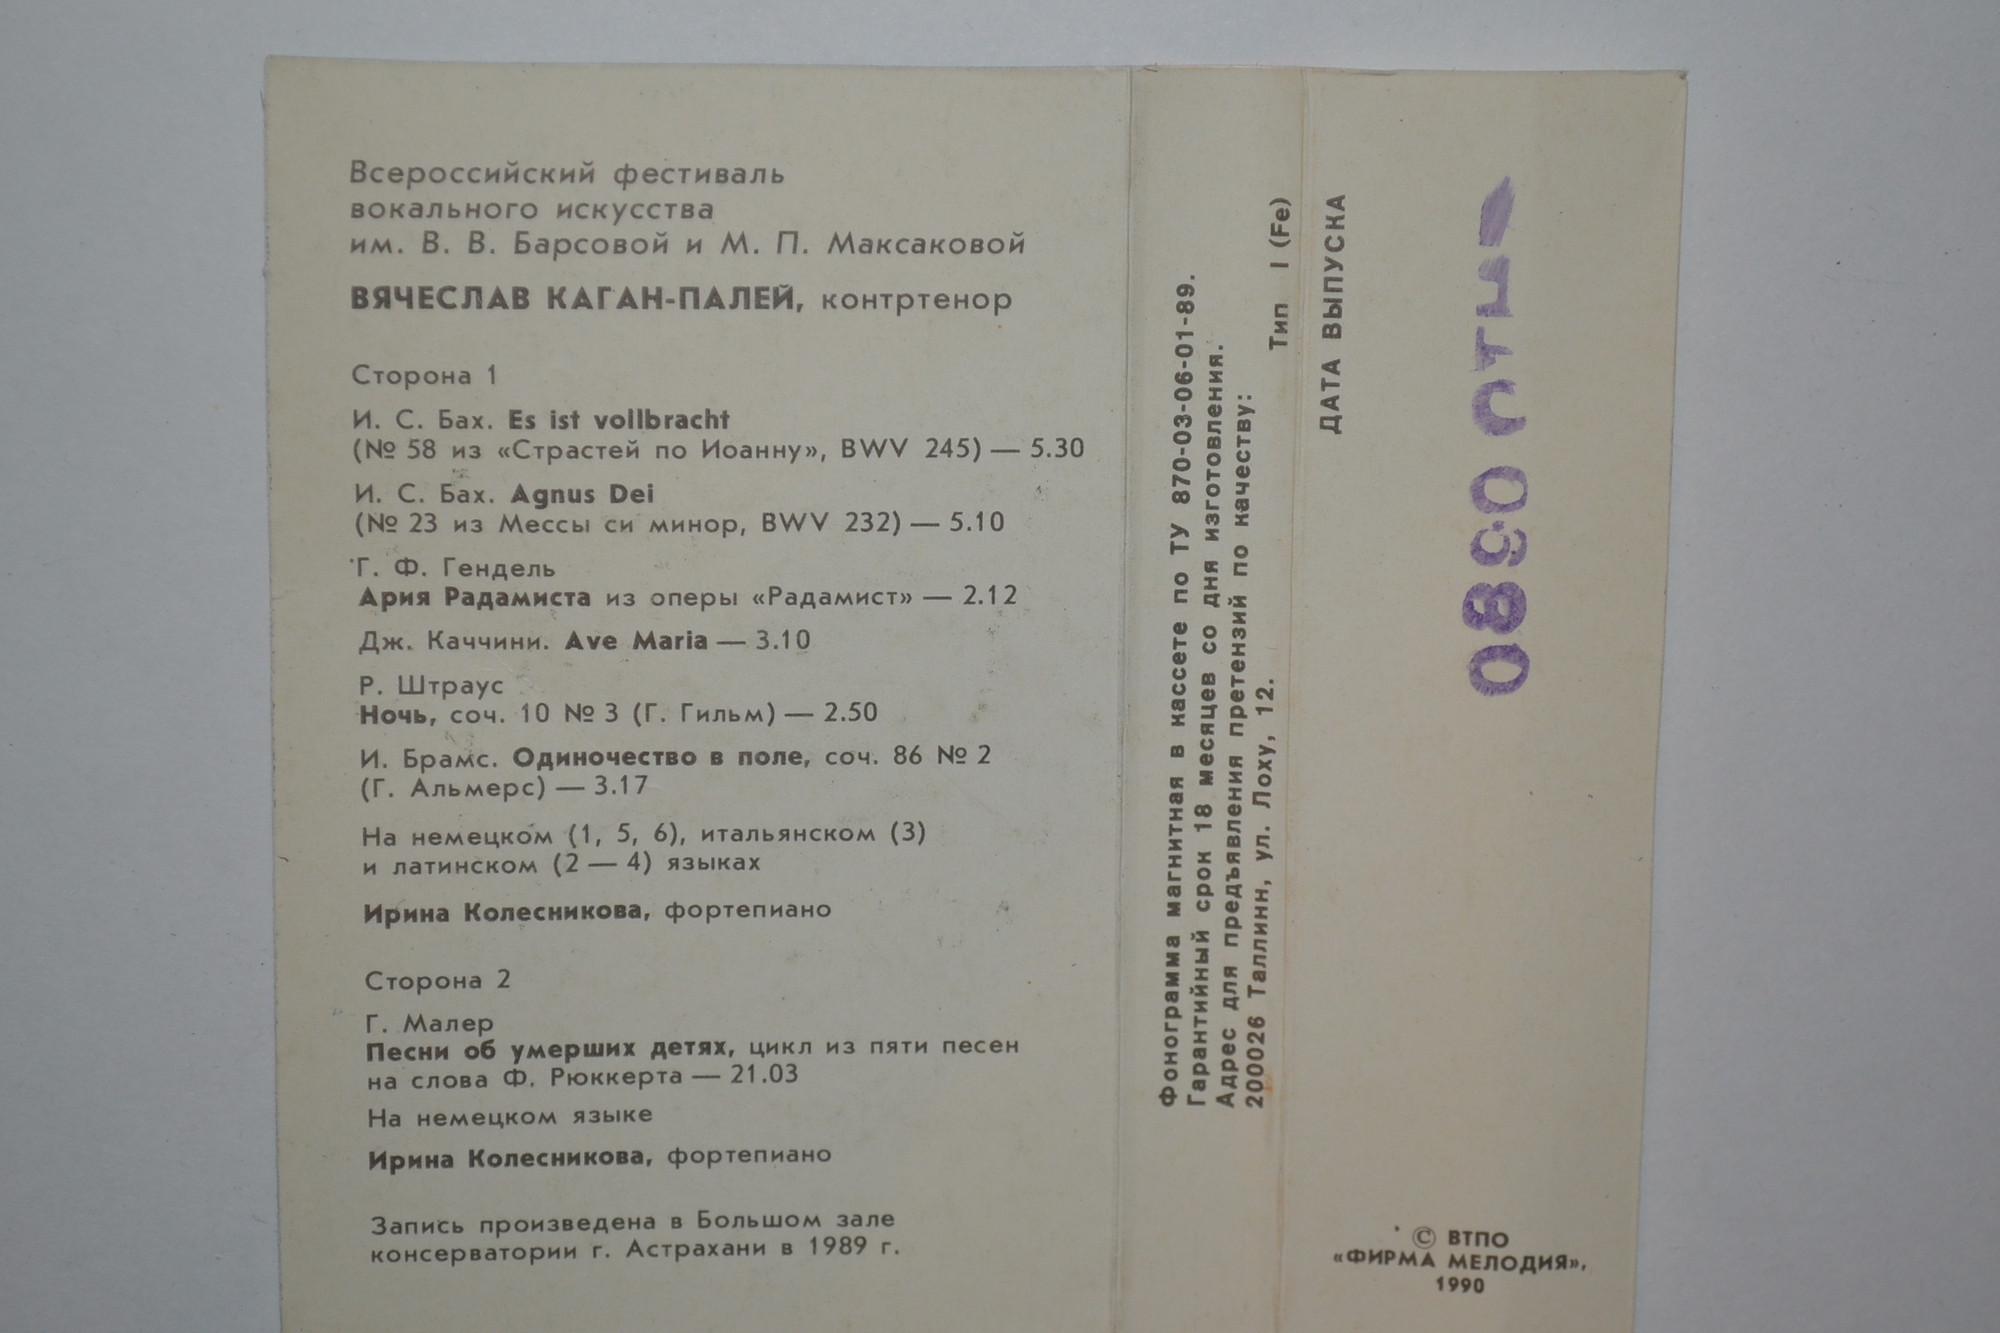 Всероссийский фестиваль
вокального искусства
им. В. В. Барсовой и М. П. Максаковой
ВЯЧЕСЛАВ КАГАН-ПАЛЕЙ, контртенор
Сторона 1
И. С. Бах. Es ist vollbracht
(№ 58 из «Страстей по Иоанну», BWV 245) — 5.30
И. С. Бах. Agnus Dei
(№ 23 из Мессы си минор, BWV 232) — 5.10
Г. Ф. Гендель
Ария Радамиста из оперы «Радамист» — 2.12
Дж. Каччини. Ave Maria — 3.10
Р. Штраус
Ночь, соч. 10 № 3 (Г. Гильм) — 2.50
И. Брамс. Одиночество в поле, соч. 86 № 2
(Г. Альмерс) — 3.17
На немецком (1, 5, 6), итальянском (3)
и латинском (2 — 4) языках
Ирина Колесникова, фортепиано
Сторона 2
Г. Малер
Песни об умерших детях, цикл из пяти песен
на слова Ф. Рюккерта — 21.03
На немецком языке
Ирина Колесникова, фортепиано
Запись произведена в Большом зале
консерватории г. Астрахани в 1989 г.
Фонограмма магнитная в кассете по ТУ 870-03-06-01-89.
Гарантийный срок 18 месяцев со дня изготовления.
Адрес для предъявления претензий по качеству:
200026 Таллинн, ул. Лоху, 12.
Тип I (Fe)
ДАТА ВЫПУСКА
0890
© ВТПО
«ФИРМА МЕЛОДИЯ»,
1990